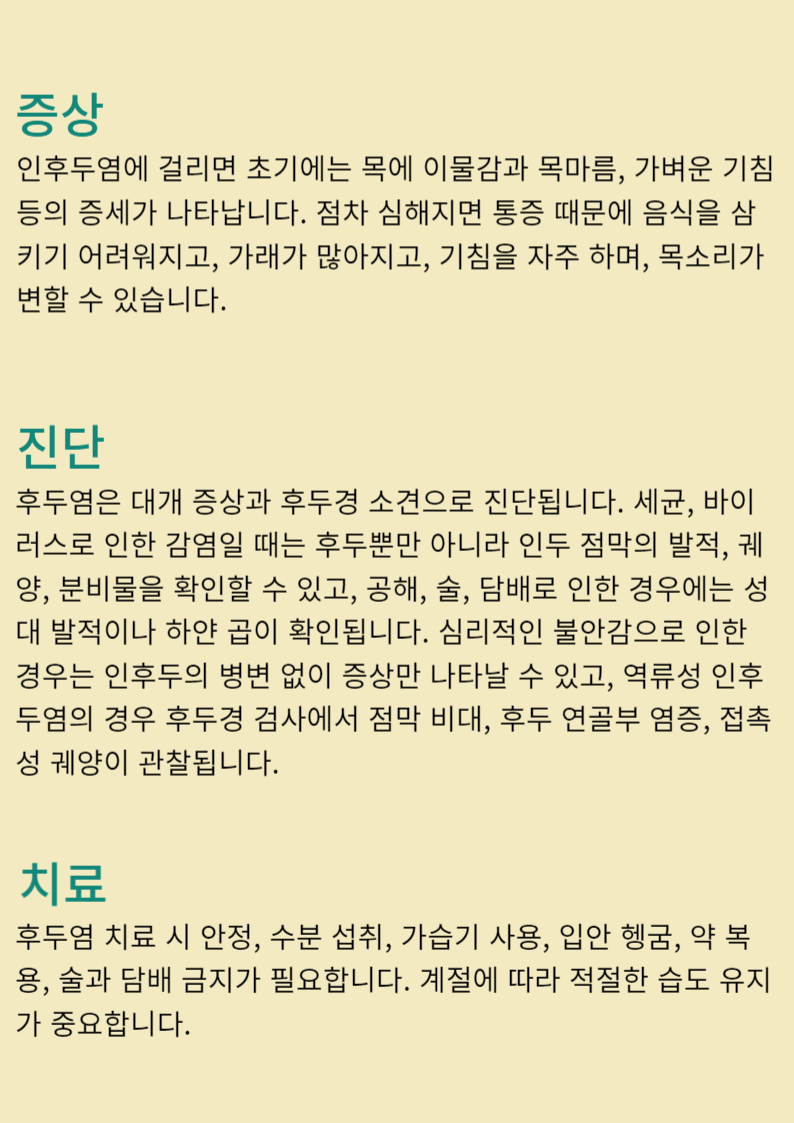 증상
인후두염에 걸리면 초기에는 목에 이물감과 목마름, 가벼운 기침
등의 증세가 나타납니다. 점차 심해지면 통증 때문에 음식을 삼
키기 어려워지고, 가래가 많아지고, 기침을 자주 하며, 목소리가
변할 수 있습니다.
진단
후두염은 대개 증상과 후두경 소견으로 진단됩니다. 세균, 바이
러스로 인한 감염일 때는 후두뿐만 아니라 인두 점막의 발적, 궤
양, 분비물을 확인할 수 있고, 공해, 술, 담배로 인한 경우에는 성
대 발적이나 하얀 곱이 확인됩니다. 심리적인 불안감으로 인한
경우는 인후두의 병변 없이 증상만 나타날 수 있고, 역류성 인후
두염의 경우 후두경 검사에서 점막 비대, 후두 연골부 염증, 접촉
성 궤양이 관찰됩니다.
치료
후두염 치료 시 안정, 수분 섭취, 가습기 사용, 입안 헹굼, 약 복
용, 술과 담배 금지가 필요합니다. 계절에 따라 적절한 습도 유지
가 중요합니다.